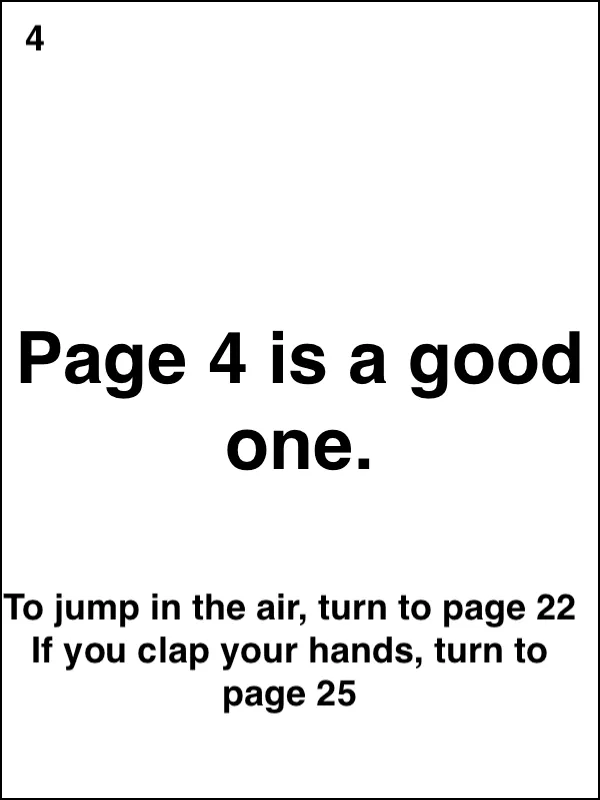 4
Page 4 is a good
one.
To jump in the air, turn to page 22
If you clap your hands, turn to
page 25